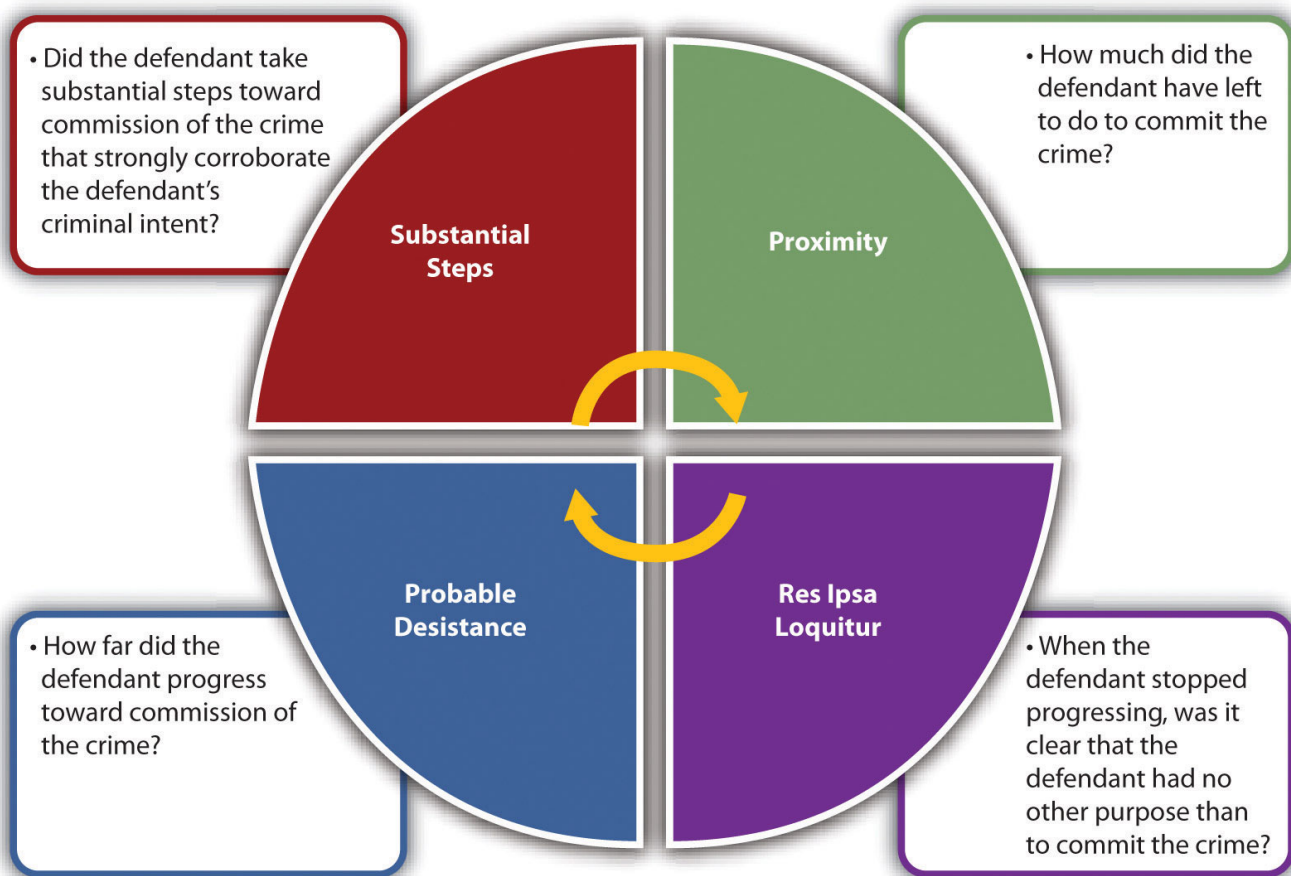 • Did the defendant take
substantial steps toward
commission of the crime
that strongly corroborate
the defendant’s
criminal intent?
Substantial
Steps
• How much did the
defendant have left
to do to commit the
crime?
Proximity
Probable
Desistance
• How far did the
defendant progress
toward commission of
the crime?
Res Ipsa
Loquitur
• When the
defendant stopped
progressing, was it
clear that the
defendant had no
other purpose than
to commit the crime?